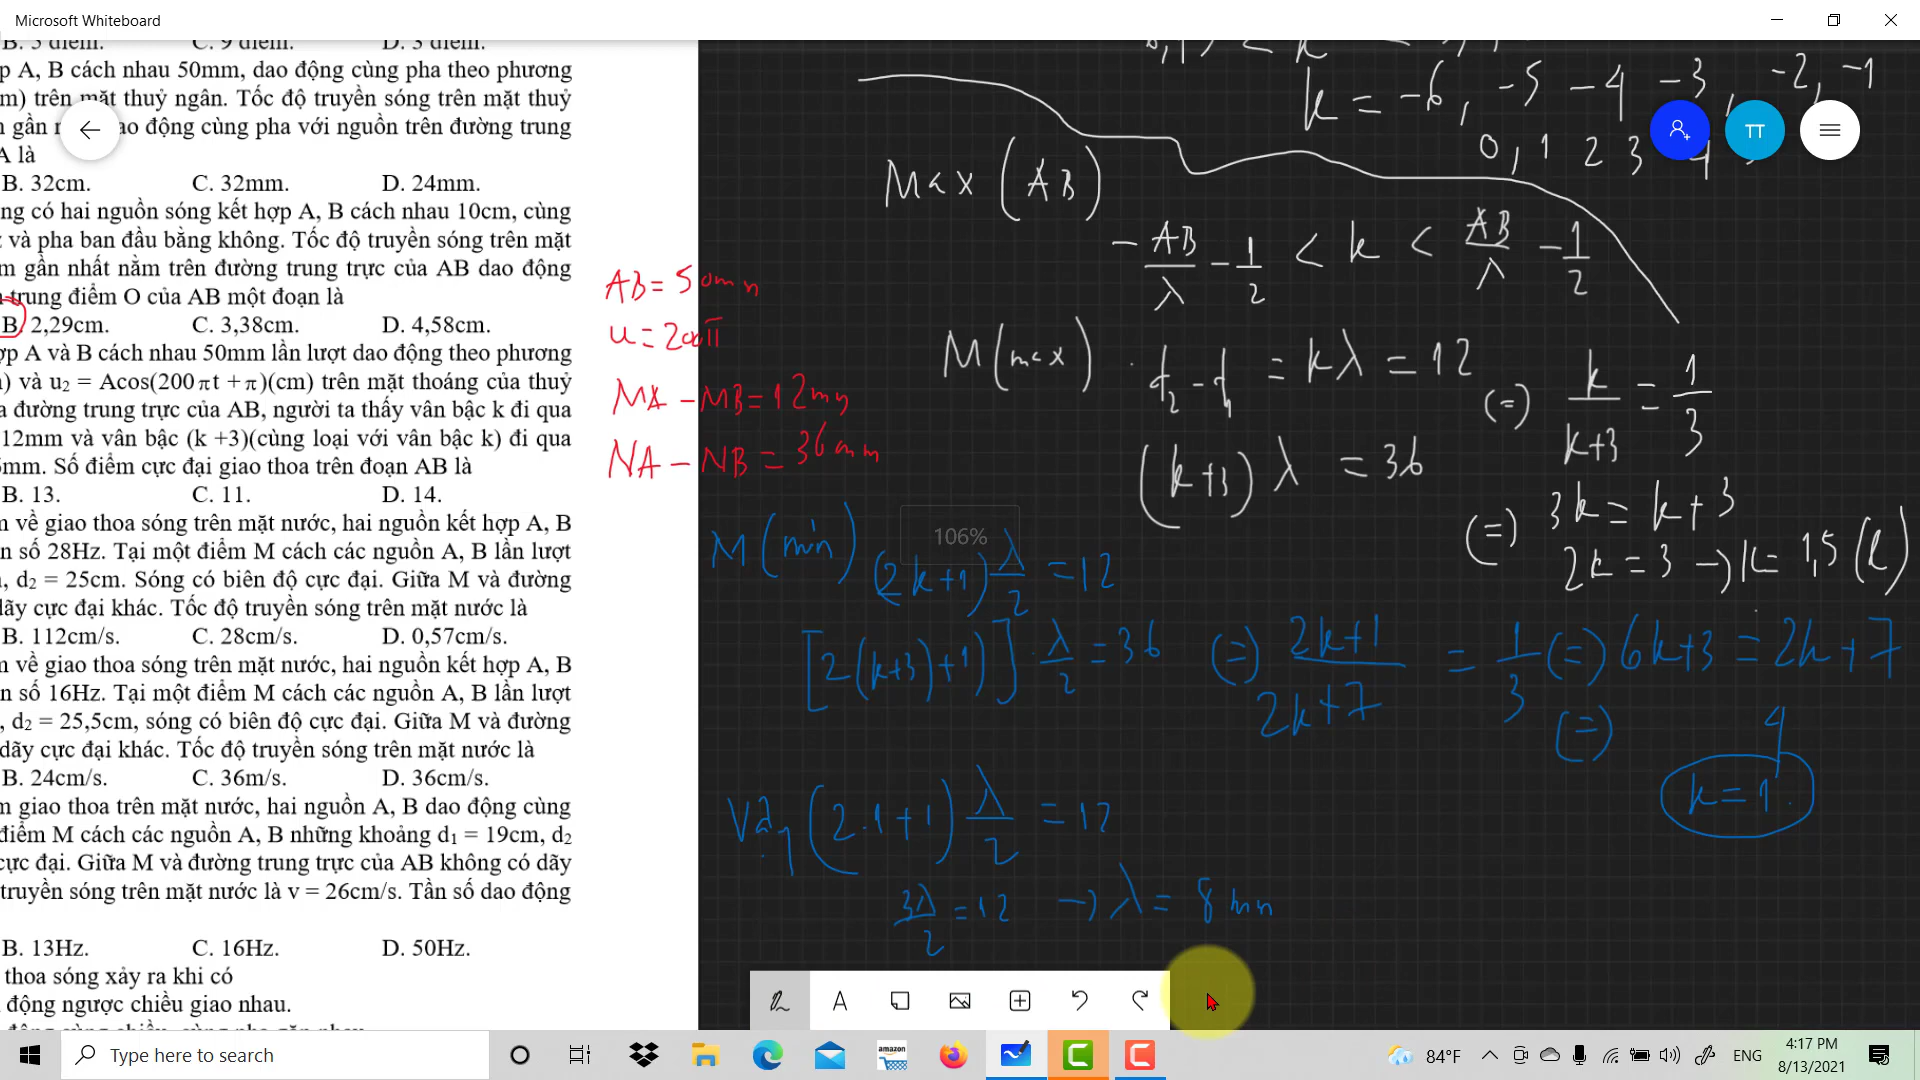 Microsoft Whiteboard
B. 5 điểm. C. 9 điểm. D. 3 điểm.
p A, B cách nhau 50mm, dao động cùng pha theo phương
m) trên mặt thuỷ ngân. Tốc độ truyền sóng trên mặt thuỷ
gần dao động cùng pha với nguồn trên đường trung
A là
B. 32cm. C. 32mm. D. 24mm.
ng có hai nguồn sóng kết hợp A, B cách nhau 10cm, cùng
và pha ban đầu bằng không. Tốc độ truyền sóng trên mặt
m gần nhất nằm trên đường trung trực của AB dao động
trung điểm O của AB một đoạn là
B. 2,29cm. C. 3,38cm. D. 4,58cm.
ợp A và B cách nhau 50mm lần lượt dao động theo phương
) và u2 = Acos(200πt + π)(cm) trên mặt thoáng của thuỷ
a đường trung trực của AB, người ta thấy vân bậc k đi qua
12mm và vân bậc (k +3)(cùng loại với vân bậc k) đi qua
6mm. Số điểm cực đại giao thoa trên đoạn AB là
B. 13. C. 11. D. 14.
m về giao thoa sóng trên mặt nước, hai nguồn kết hợp A, B
n số 28Hz. Tại một điểm M cách các nguồn A, B lần lượt
, d2 = 25cm. Sóng có biên độ cực đại. Giữa M và đường
dãy cực đại khác. Tốc độ truyền sóng trên mặt nước là
B. 112cm/s. C. 28cm/s. D. 0,57cm/s.
m về giao thoa sóng trên mặt nước, hai nguồn kết hợp A, B
n số 16Hz. Tại một điểm M cách các nguồn A, B lần lượt
, d2 = 25,5cm, sóng có biên độ cực đại. Giữa M và đường
dãy cực đại khác. Tốc độ truyền sóng trên mặt nước là
B. 24cm/s. C. 36m/s. D. 36cm/s.
m giao thoa trên mặt nước, hai nguồn A, B dao động cùng
điểm M cách các nguồn A, B những khoảng d1 = 19cm, d2
cực đại. Giữa M và đường trung trực của AB không có dãy
truyền sóng trên mặt nước là v = 26cm/s. Tần số dao động
B. 13Hz. C. 16Hz. D. 50Hz.
thoa sóng xảy ra khi có
động ngược chiều giao nhau.
AB = 50mm
u = 200π
MA - MB = 12mm
NA - NB = 36mm
k = -6, -5 -4 -3, -2, -1
0, 1 2 3 4
TT
Max (AB)
- AB/λ - 1/2 < k < AB/λ - 1/2
M (max) . d2 - d1 = kλ = 12
(k+3) λ = 36
(=) k/(k+3) = 1/3
(=) 3k = k+3
2k = 3 → k = 1,5 (l)
106%
M (min) (2k+1) λ/2 = 12
[2(k+3)+1] . λ/2 = 36 (=) (2k+1)/(2k+7) = 1/3 (=) 6k+3 = 2k+7
(=) 4
k = 1.
Vậy (2.1+1) λ/2 = 12
3λ/2 = 12 → λ = 8mm
A
Type here to search
amazon
84°F
ENG
4:17 PM
8/13/2021